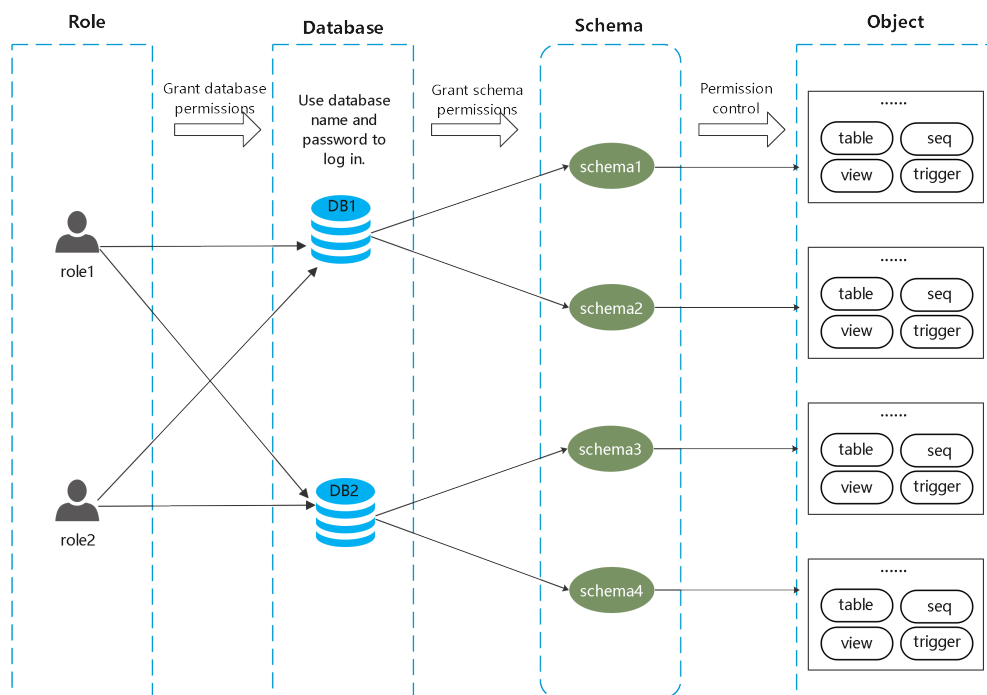 Role
Database
Schema
Object
Grant database
permissions
Use database
name and
password to
log in.
Grant schema
permissions
Permission
control
......
table
seq
view
trigger
schema1
DB1
role1
......
table
seq
view
trigger
schema2
......
table
seq
view
trigger
schema3
DB2
role2
......
table
seq
view
trigger
schema4